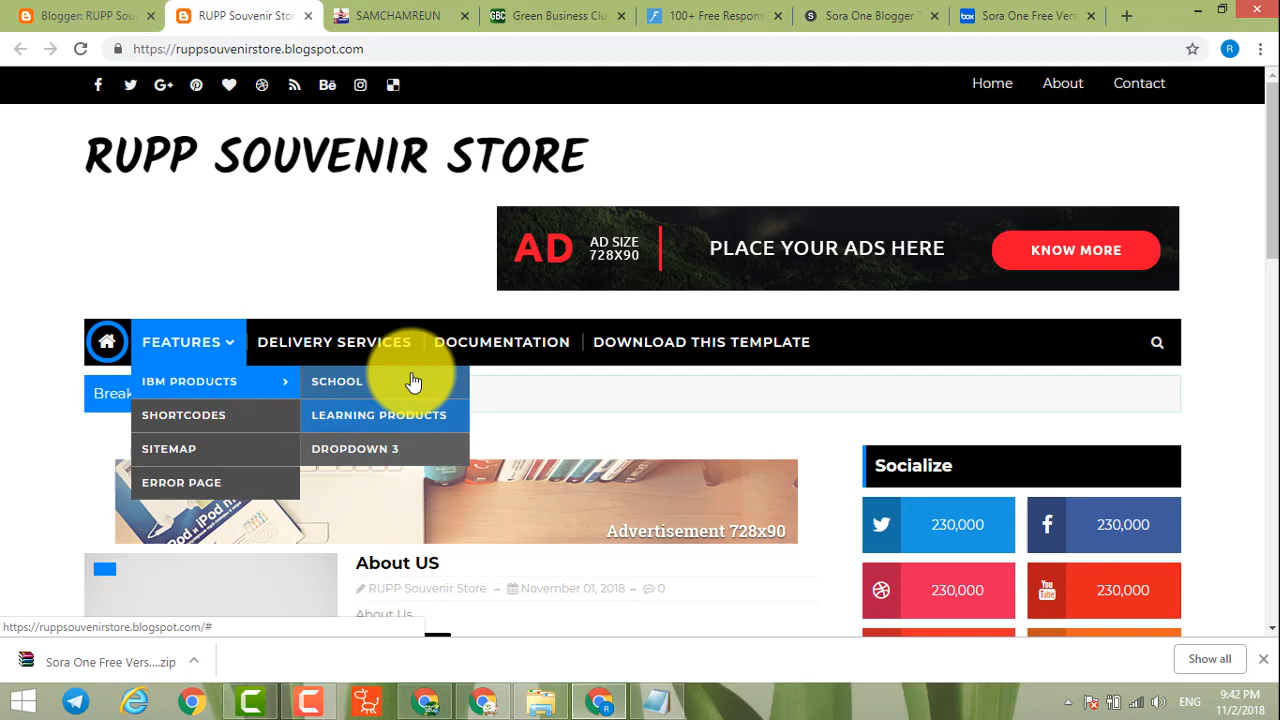 Blogger: RUPP Souv
RUPP Souvenir Sto
SAMCHAMREUN
Green Business Clu
100+ Free Respons
Sora One Blogger T
Sora One Free Vers
https://ruppsouvenirstore.blogspot.com
R
Home About Contact
RUPP SOUVENIR STORE
AD AD SIZE 728X90 PLACE YOUR ADS HERE KNOW MORE
FEATURES DELIVERY SERVICES DOCUMENTATION DOWNLOAD THIS TEMPLATE
IBM PRODUCTS SCHOOL
Break
SHORTCODES LEARNING PRODUCTS
SITEMAP DROPDOWN 3
ERROR PAGE
Socialize
Advertisement 728x90
230,000 230,000
About US
RUPP Souvenir Store – November 01, 2018 – 0
230,000 You Tube 230,000
About Us
https://ruppsouvenirstore.blogspot.com/#
Sora One Free Vers....zip
Show all
ENG
9:42 PM
11/2/2018